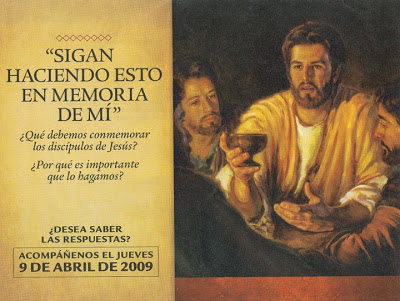 “SIGAN
HACIENDO ESTO
EN MEMORIA
DE MÍ”
¿Qué debemos conmemorar
los discípulos de Jesús?
¿Por qué es importante
que lo hagamos?
¿DESEA SABER
LAS RESPUESTAS?
ACOMPÁÑENOS EL JUEVES
9 DE ABRIL DE 2009